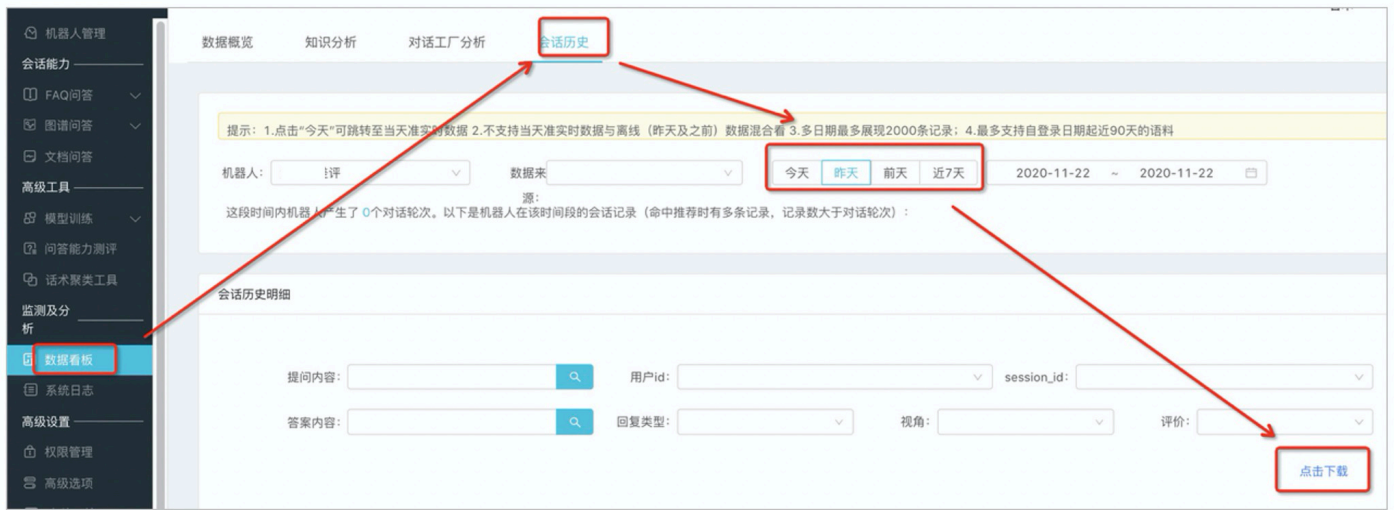 机器人管理
会话能力
FAQ问答
图谱问答
文档问答
高级工具
模型训练
问答能力测评
话术聚类工具
监测及分
析
数据看板
系统日志
高级设置
权限管理
高级选项
数据概览 知识分析 对话工厂分析 会话历史
提示：1.点击“今天”可跳转至当天准实时数据 2.不支持当天准实时数据与离线（昨天及之前）数据混合看 3.多日期最多展现2000条记录；4.最多支持自登录日期起近90天的语料
机器人： 评 数据来 今天 昨天 前天 近7天 2020-11-22 ~ 2020-11-22
源：
这段时间内机器人产生了 0个对话轮次。以下是机器人在该时间段的会话记录（命中推荐时有多条记录，记录数大于对话轮次）：
会话历史明细
提问内容： 用户id： session_id：
答案内容： 回复类型： 视角： 评价：
点击下载